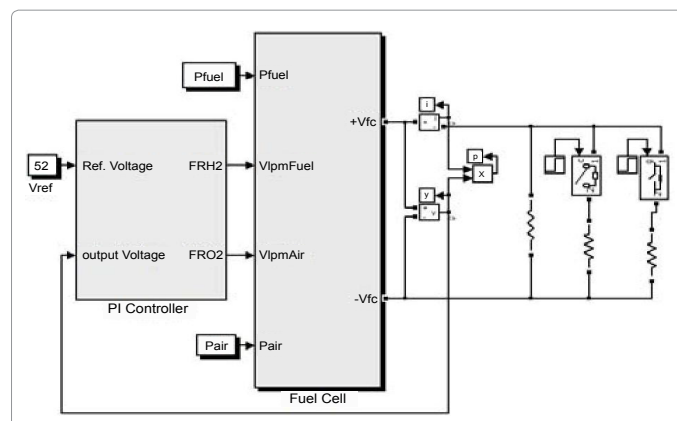 Pfuel
Pfuel
+Vfc
i
52
Vref
Ref. Voltage
FRH2
VlpmFuel
p
X
y
output Voltage
FRO2
VlpmAir
-Vfc
PI Controller
Pair
Pair
Fuel Cell